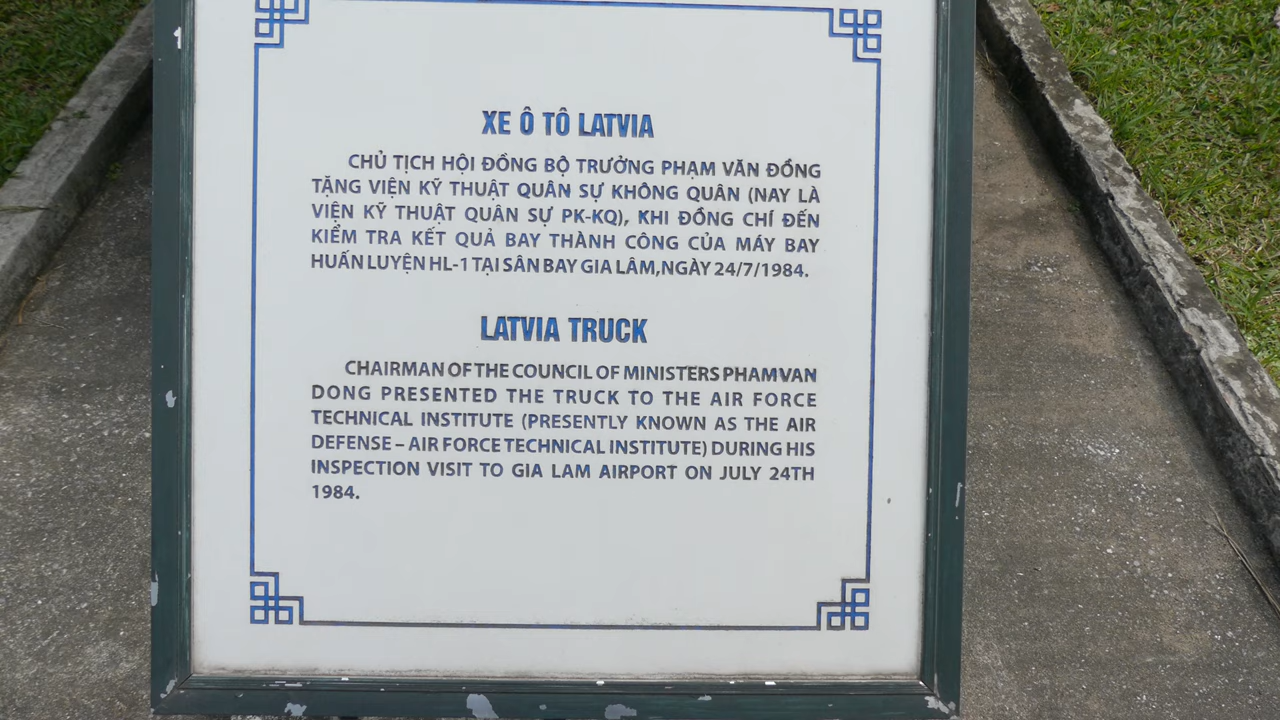 XE Ô TÔ LATVIA
CHỦ TỊCH HỘI ĐỒNG BỘ TRƯỞNG PHẠM VĂN ĐỒNG
TẶNG VIỆN KỸ THUẬT QUÂN SỰ KHÔNG QUÂN (NAY LÀ
VIỆN KỸ THUẬT QUÂN SỰ PK-KQ), KHI ĐỒNG CHÍ ĐẾN
KIỂM TRA KẾT QUẢ BAY THÀNH CÔNG CỦA MÁY BAY
HUẤN LUYỆN HL-1 TẠI SÂN BAY GIA LÂM,NGÀY 24/7/1984.
LATVIA TRUCK
CHAIRMAN OF THE COUNCIL OF MINISTERS PHAM VAN
DONG PRESENTED THE TRUCK TO THE AIR FORCE
TECHNICAL INSTITUTE (PRESENTLY KNOWN AS THE AIR
DEFENSE – AIR FORCE TECHNICAL INSTITUTE) DURING HIS
INSPECTION VISIT TO GIA LAM AIRPORT ON JULY 24TH
1984.